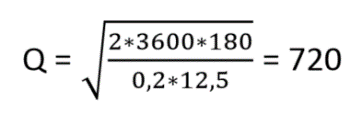 Q = √(2*3600*180 / 0,2*12,5) = 720